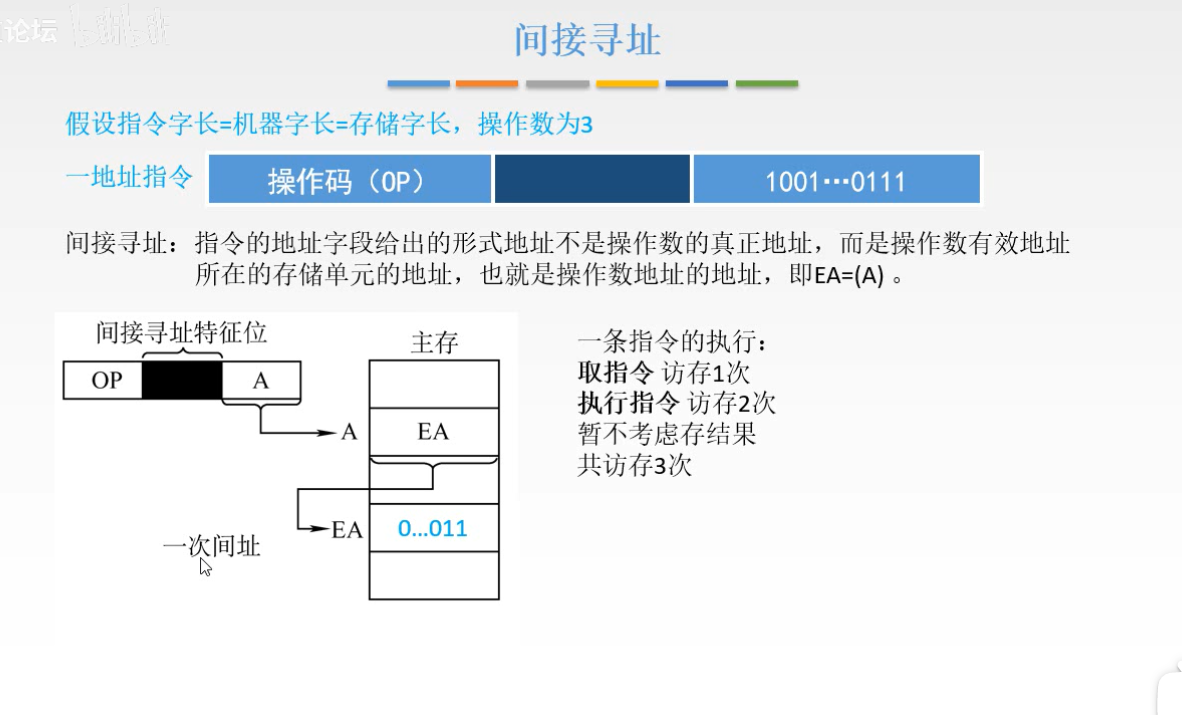 论坛 bilibili
间接寻址
假设指令字长=机器字长=存储字长，操作数为3
一地址指令 操作码（OP） 1001…0111
间接寻址：指令的地址字段给出的形式地址不是操作数的真正地址，而是操作数有效地址
所在的存储单元的地址，也就是操作数地址的地址，即EA=(A) 。
间接寻址特征位
OP A
主存
A EA
EA 0...011
一次间址
一条指令的执行：
取指令 访存1次
执行指令 访存2次
暂不考虑存结果
共访存3次